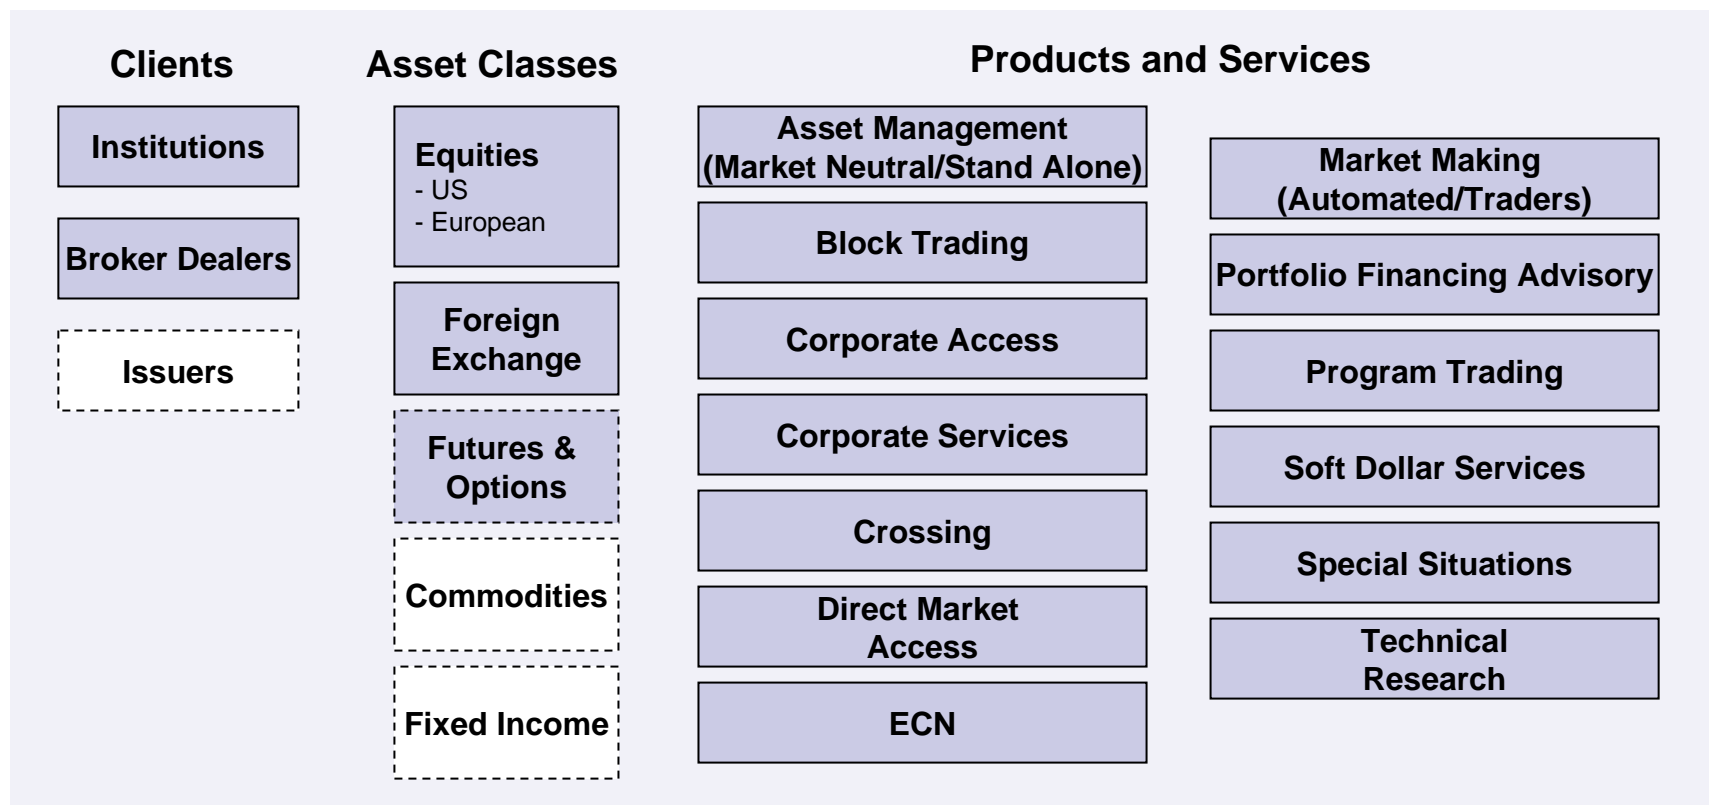 Clients
Institutions
Broker Dealers
Issuers
Asset Classes
Equities
- US
- European
Foreign
Exchange
Futures &
Options
Commodities
Fixed Income
Products and Services
Asset Management
(Market Neutral/Stand Alone)
Block Trading
Corporate Access
Corporate Services
Crossing
Direct Market
Access
ECN
Market Making
(Automated/Traders)
Portfolio Financing Advisory
Program Trading
Soft Dollar Services
Special Situations
Technical
Research